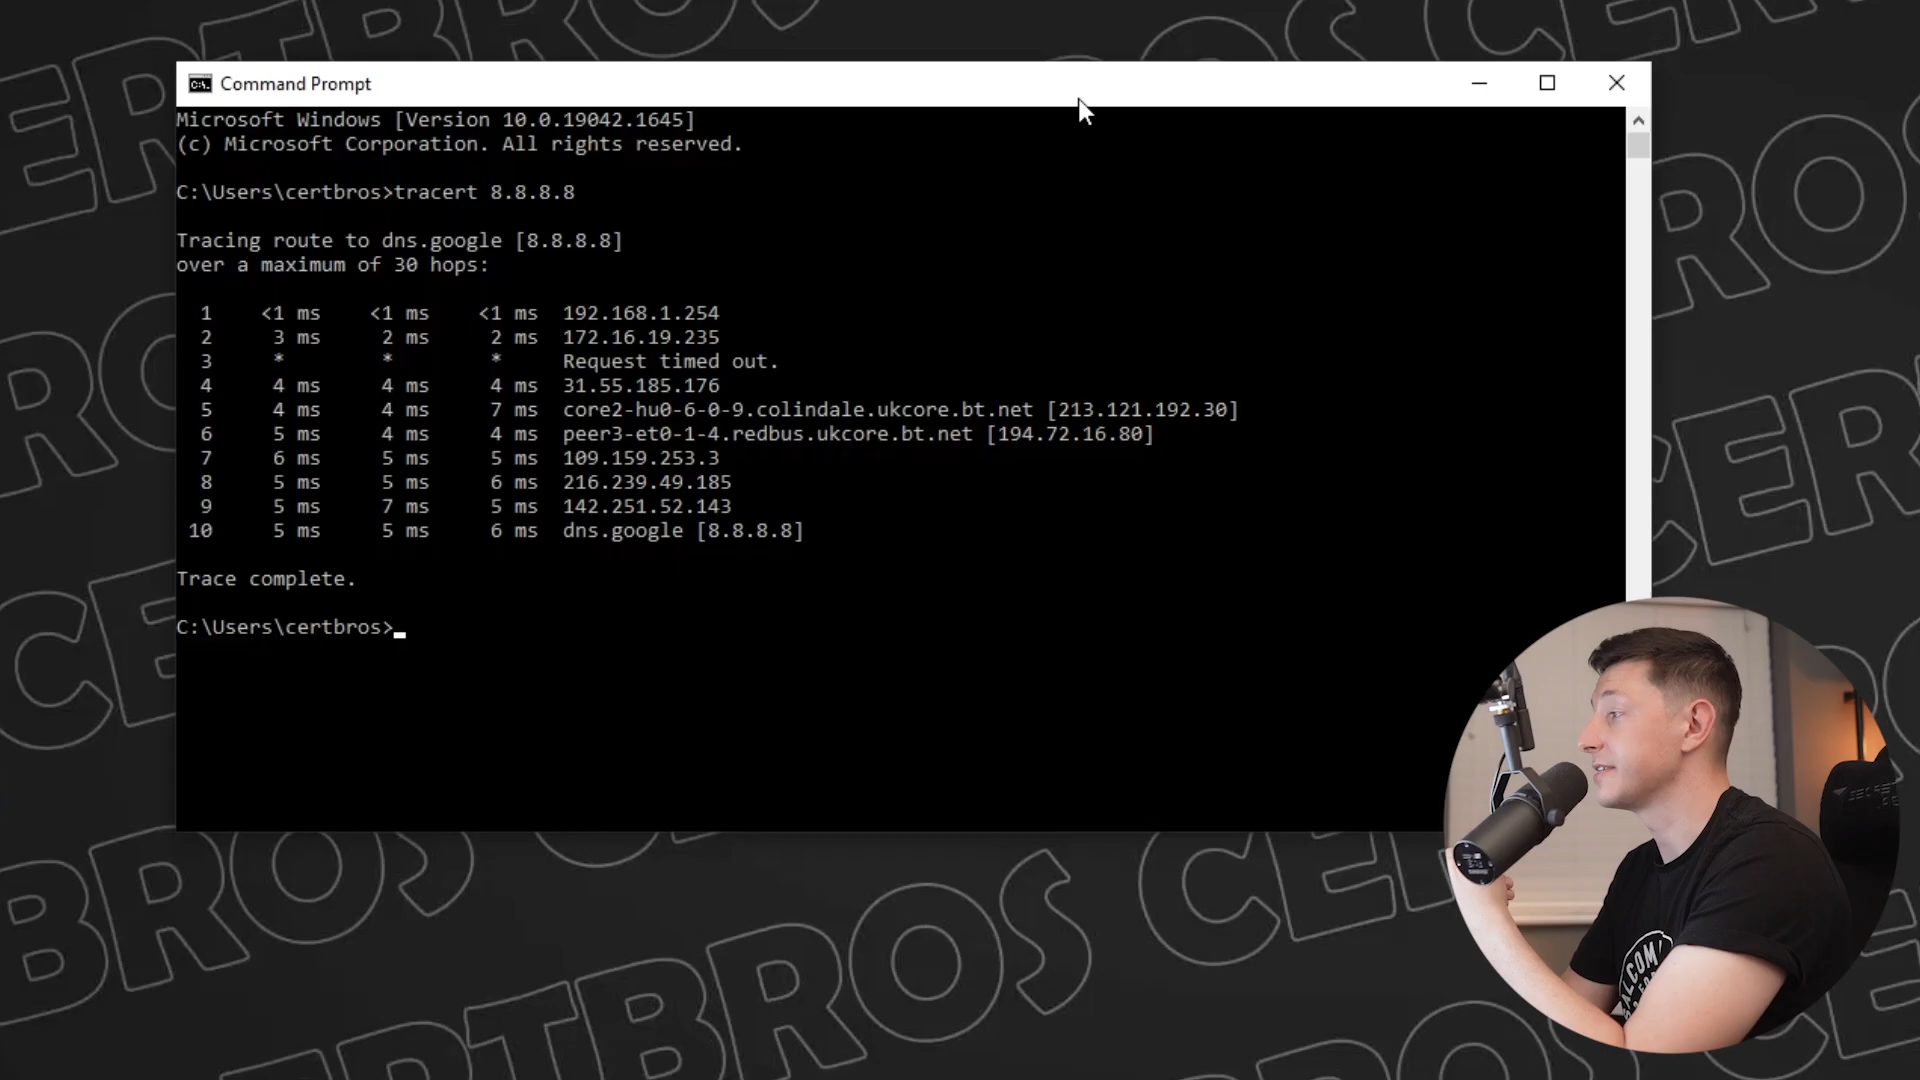 Command Prompt
Microsoft Windows [Version 10.0.19042.1645]
(c) Microsoft Corporation. All rights reserved.
C:\Users\certbros>tracert 8.8.8.8
Tracing route to dns.google [8.8.8.8]
over a maximum of 30 hops:
1 <1 ms <1 ms <1 ms 192.168.1.254
2 3 ms 2 ms 2 ms 172.16.19.235
3 * * * Request timed out.
4 4 ms 4 ms 4 ms 31.55.185.176
5 4 ms 4 ms 7 ms core2-hu0-6-0-9.colindale.ukcore.bt.net [213.121.192.30]
6 5 ms 4 ms 4 ms peer3-et0-1-4.redbus.ukcore.bt.net [194.72.16.80]
7 6 ms 5 ms 5 ms 109.159.253.3
8 5 ms 5 ms 6 ms 216.239.49.185
9 5 ms 7 ms 5 ms 142.251.52.143
10 5 ms 5 ms 6 ms dns.google [8.8.8.8]
Trace complete.
C:\Users\certbros>
CERTBROS CERTBROS